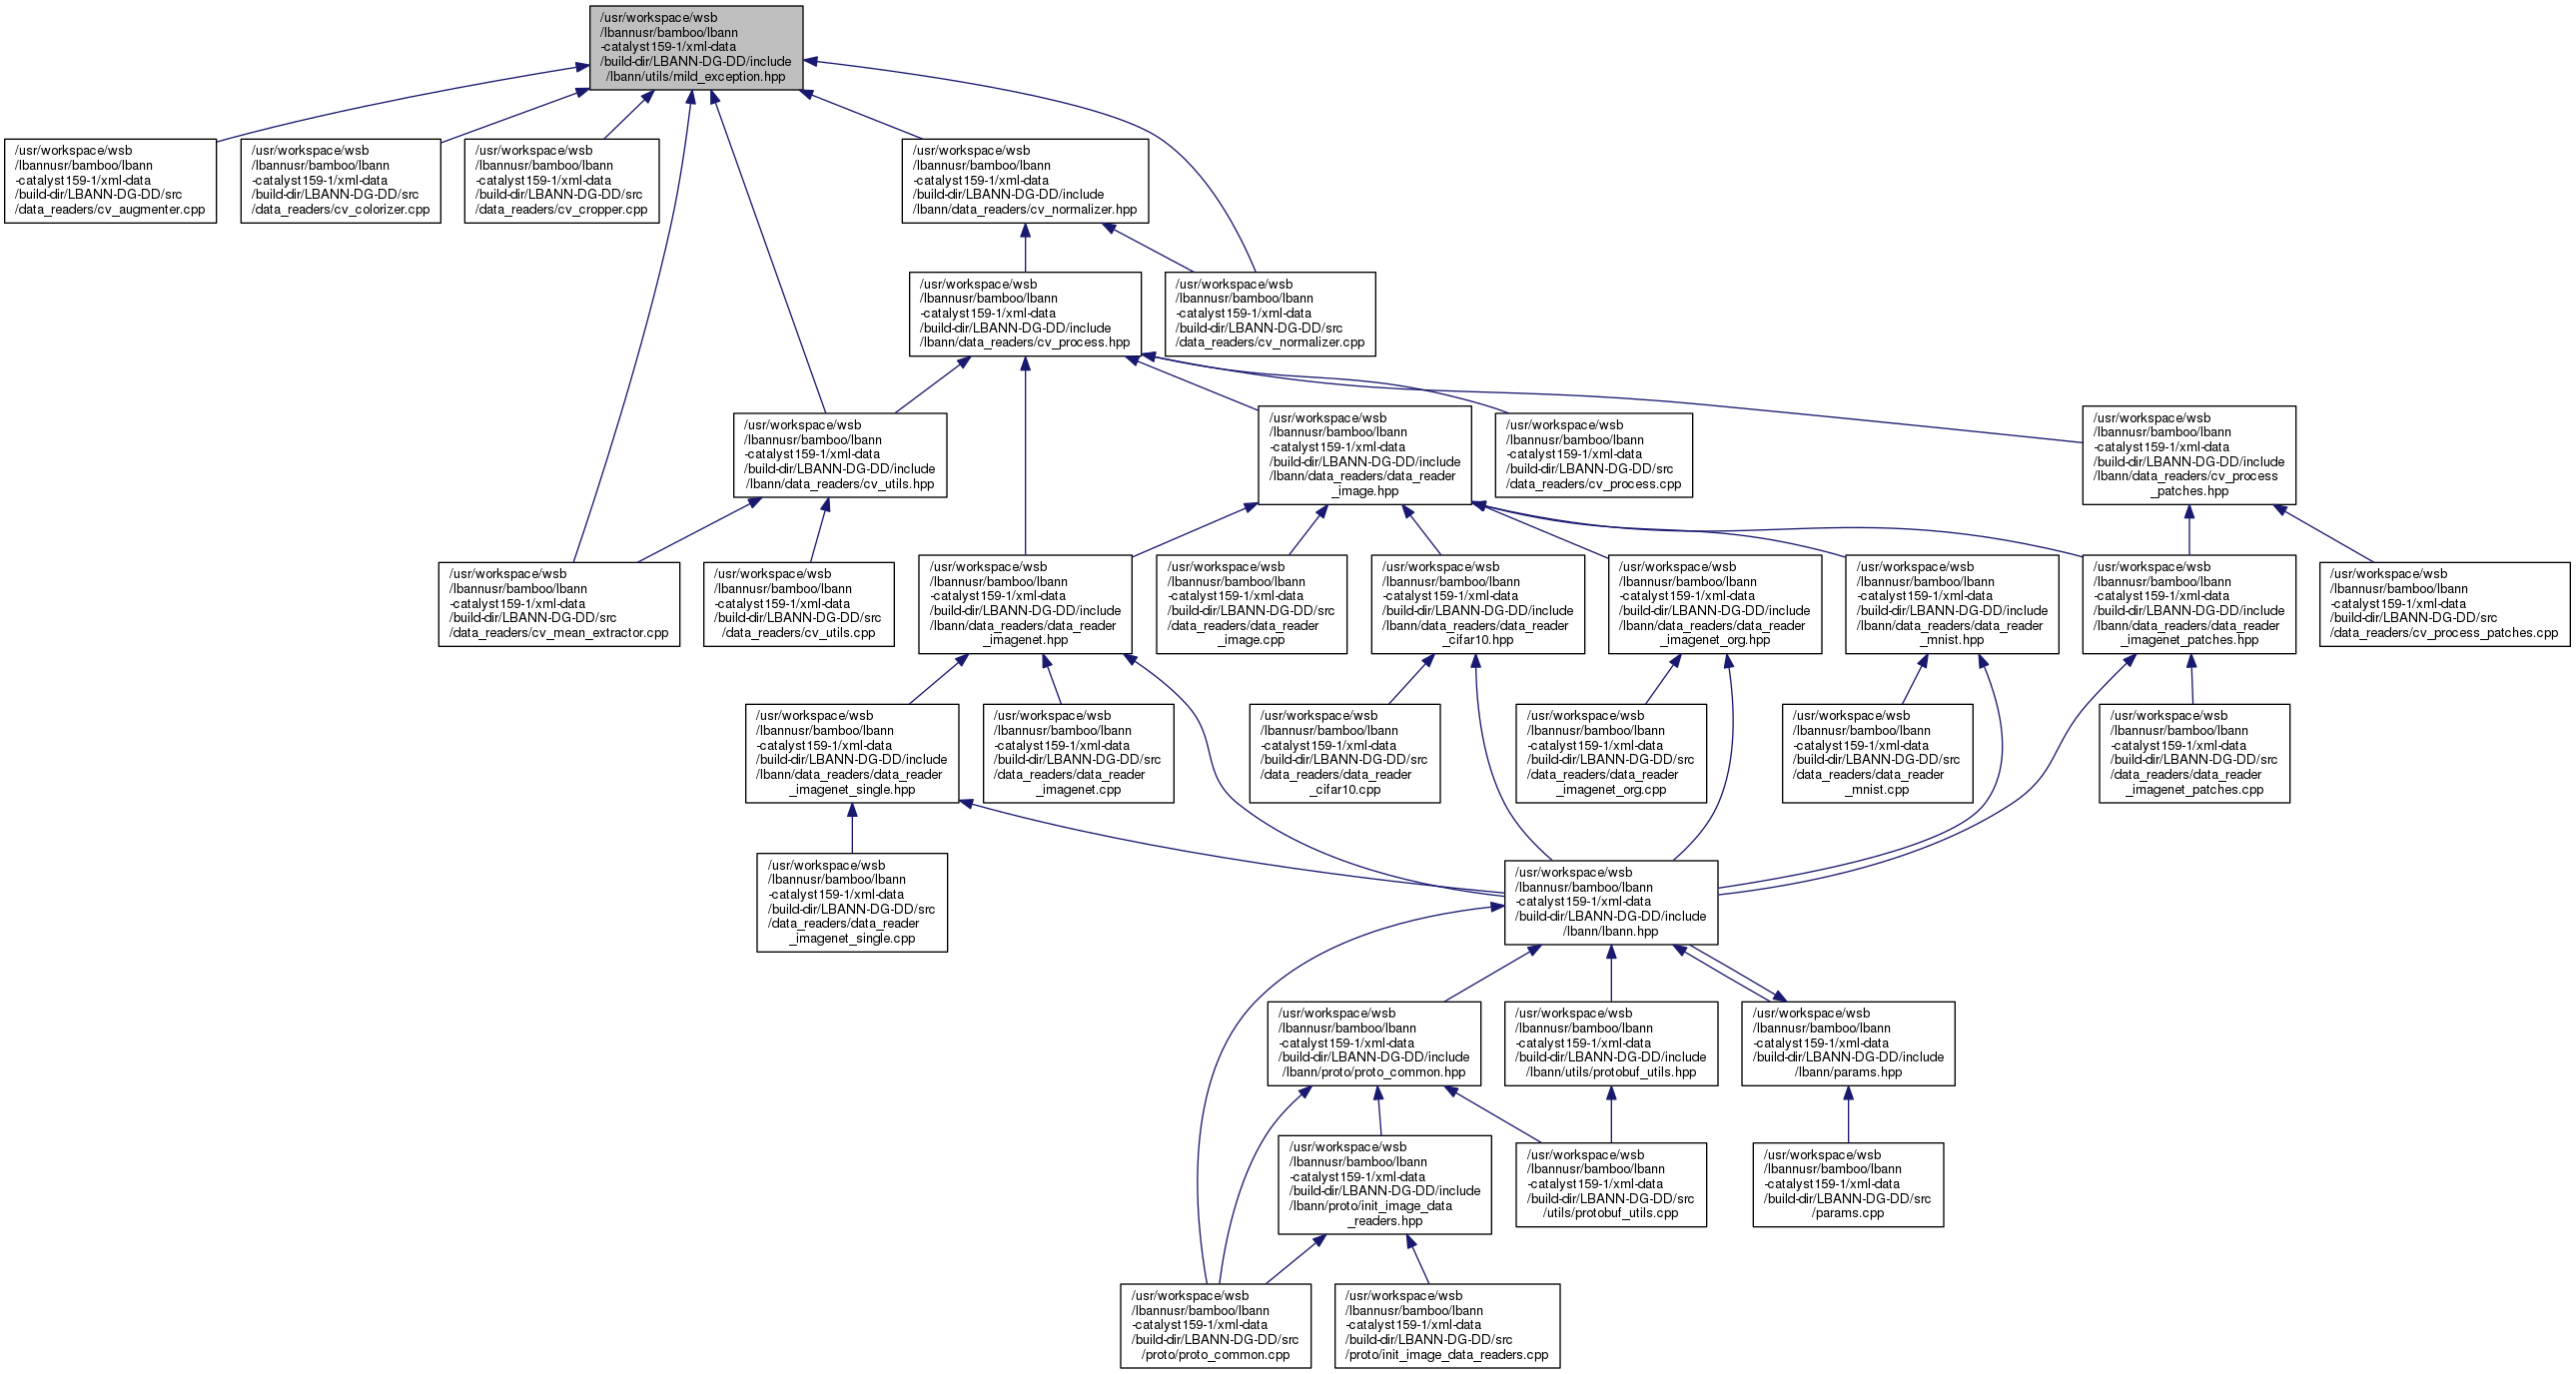 /usr/workspace/wsb
/lbannusr/bamboo/lbann
-catalyst159-1/xml-data
/build-dir/LBANN-DG-DD/include
/lbann/utils/mild_exception.hpp
/usr/workspace/wsb
/lbannusr/bamboo/lbann
-catalyst159-1/xml-data
/build-dir/LBANN-DG-DD/src
/data_readers/cv_augmenter.cpp
/usr/workspace/wsb
/lbannusr/bamboo/lbann
-catalyst159-1/xml-data
/build-dir/LBANN-DG-DD/src
/data_readers/cv_colorizer.cpp
/usr/workspace/wsb
/lbannusr/bamboo/lbann
-catalyst159-1/xml-data
/build-dir/LBANN-DG-DD/src
/data_readers/cv_cropper.cpp
/usr/workspace/wsb
/lbannusr/bamboo/lbann
-catalyst159-1/xml-data
/build-dir/LBANN-DG-DD/include
/lbann/data_readers/cv_normalizer.hpp
/usr/workspace/wsb
/lbannusr/bamboo/lbann
-catalyst159-1/xml-data
/build-dir/LBANN-DG-DD/include
/lbann/data_readers/cv_process.hpp
/usr/workspace/wsb
/lbannusr/bamboo/lbann
-catalyst159-1/xml-data
/build-dir/LBANN-DG-DD/src
/data_readers/cv_normalizer.cpp
/usr/workspace/wsb
/lbannusr/bamboo/lbann
-catalyst159-1/xml-data
/build-dir/LBANN-DG-DD/include
/lbann/data_readers/cv_utils.hpp
/usr/workspace/wsb
/lbannusr/bamboo/lbann
-catalyst159-1/xml-data
/build-dir/LBANN-DG-DD/include
/lbann/data_readers/data_reader
_image.hpp
/usr/workspace/wsb
/lbannusr/bamboo/lbann
-catalyst159-1/xml-data
/build-dir/LBANN-DG-DD/src
/data_readers/cv_process.cpp
/usr/workspace/wsb
/lbannusr/bamboo/lbann
-catalyst159-1/xml-data
/build-dir/LBANN-DG-DD/include
/lbann/data_readers/cv_process
_patches.hpp
/usr/workspace/wsb
/lbannusr/bamboo/lbann
-catalyst159-1/xml-data
/build-dir/LBANN-DG-DD/src
/data_readers/cv_mean_extractor.cpp
/usr/workspace/wsb
/lbannusr/bamboo/lbann
-catalyst159-1/xml-data
/build-dir/LBANN-DG-DD/src
/data_readers/cv_utils.cpp
/usr/workspace/wsb
/lbannusr/bamboo/lbann
-catalyst159-1/xml-data
/build-dir/LBANN-DG-DD/include
/lbann/data_readers/data_reader
_imagenet.hpp
/usr/workspace/wsb
/lbannusr/bamboo/lbann
-catalyst159-1/xml-data
/build-dir/LBANN-DG-DD/src
/data_readers/data_reader
_image.cpp
/usr/workspace/wsb
/lbannusr/bamboo/lbann
-catalyst159-1/xml-data
/build-dir/LBANN-DG-DD/include
/lbann/data_readers/data_reader
_cifar10.hpp
/usr/workspace/wsb
/lbannusr/bamboo/lbann
-catalyst159-1/xml-data
/build-dir/LBANN-DG-DD/include
/lbann/data_readers/data_reader
_imagenet_org.hpp
/usr/workspace/wsb
/lbannusr/bamboo/lbann
-catalyst159-1/xml-data
/build-dir/LBANN-DG-DD/include
/lbann/data_readers/data_reader
_mnist.hpp
/usr/workspace/wsb
/lbannusr/bamboo/lbann
-catalyst159-1/xml-data
/build-dir/LBANN-DG-DD/include
/lbann/data_readers/data_reader
_imagenet_patches.hpp
/usr/workspace/wsb
/lbannusr/bamboo/lbann
-catalyst159-1/xml-data
/build-dir/LBANN-DG-DD/src
/data_readers/cv_process_patches.cpp
/usr/workspace/wsb
/lbannusr/bamboo/lbann
-catalyst159-1/xml-data
/build-dir/LBANN-DG-DD/include
/lbann/data_readers/data_reader
_imagenet_single.hpp
/usr/workspace/wsb
/lbannusr/bamboo/lbann
-catalyst159-1/xml-data
/build-dir/LBANN-DG-DD/src
/data_readers/data_reader
_imagenet.cpp
/usr/workspace/wsb
/lbannusr/bamboo/lbann
-catalyst159-1/xml-data
/build-dir/LBANN-DG-DD/src
/data_readers/data_reader
_cifar10.cpp
/usr/workspace/wsb
/lbannusr/bamboo/lbann
-catalyst159-1/xml-data
/build-dir/LBANN-DG-DD/src
/data_readers/data_reader
_imagenet_org.cpp
/usr/workspace/wsb
/lbannusr/bamboo/lbann
-catalyst159-1/xml-data
/build-dir/LBANN-DG-DD/src
/data_readers/data_reader
_mnist.cpp
/usr/workspace/wsb
/lbannusr/bamboo/lbann
-catalyst159-1/xml-data
/build-dir/LBANN-DG-DD/src
/data_readers/data_reader
_imagenet_patches.cpp
/usr/workspace/wsb
/lbannusr/bamboo/lbann
-catalyst159-1/xml-data
/build-dir/LBANN-DG-DD/src
/data_readers/data_reader
_imagenet_single.cpp
/usr/workspace/wsb
/lbannusr/bamboo/lbann
-catalyst159-1/xml-data
/build-dir/LBANN-DG-DD/include
/lbann/lbann.hpp
/usr/workspace/wsb
/lbannusr/bamboo/lbann
-catalyst159-1/xml-data
/build-dir/LBANN-DG-DD/include
/lbann/proto/proto_common.hpp
/usr/workspace/wsb
/lbannusr/bamboo/lbann
-catalyst159-1/xml-data
/build-dir/LBANN-DG-DD/include
/lbann/utils/protobuf_utils.hpp
/usr/workspace/wsb
/lbannusr/bamboo/lbann
-catalyst159-1/xml-data
/build-dir/LBANN-DG-DD/include
/lbann/params.hpp
/usr/workspace/wsb
/lbannusr/bamboo/lbann
-catalyst159-1/xml-data
/build-dir/LBANN-DG-DD/include
/lbann/proto/init_image_data
_readers.hpp
/usr/workspace/wsb
/lbannusr/bamboo/lbann
-catalyst159-1/xml-data
/build-dir/LBANN-DG-DD/src
/utils/protobuf_utils.cpp
/usr/workspace/wsb
/lbannusr/bamboo/lbann
-catalyst159-1/xml-data
/build-dir/LBANN-DG-DD/src
/params.cpp
/usr/workspace/wsb
/lbannusr/bamboo/lbann
-catalyst159-1/xml-data
/build-dir/LBANN-DG-DD/src
/proto/proto_common.cpp
/usr/workspace/wsb
/lbannusr/bamboo/lbann
-catalyst159-1/xml-data
/build-dir/LBANN-DG-DD/src
/proto/init_image_data_readers.cpp